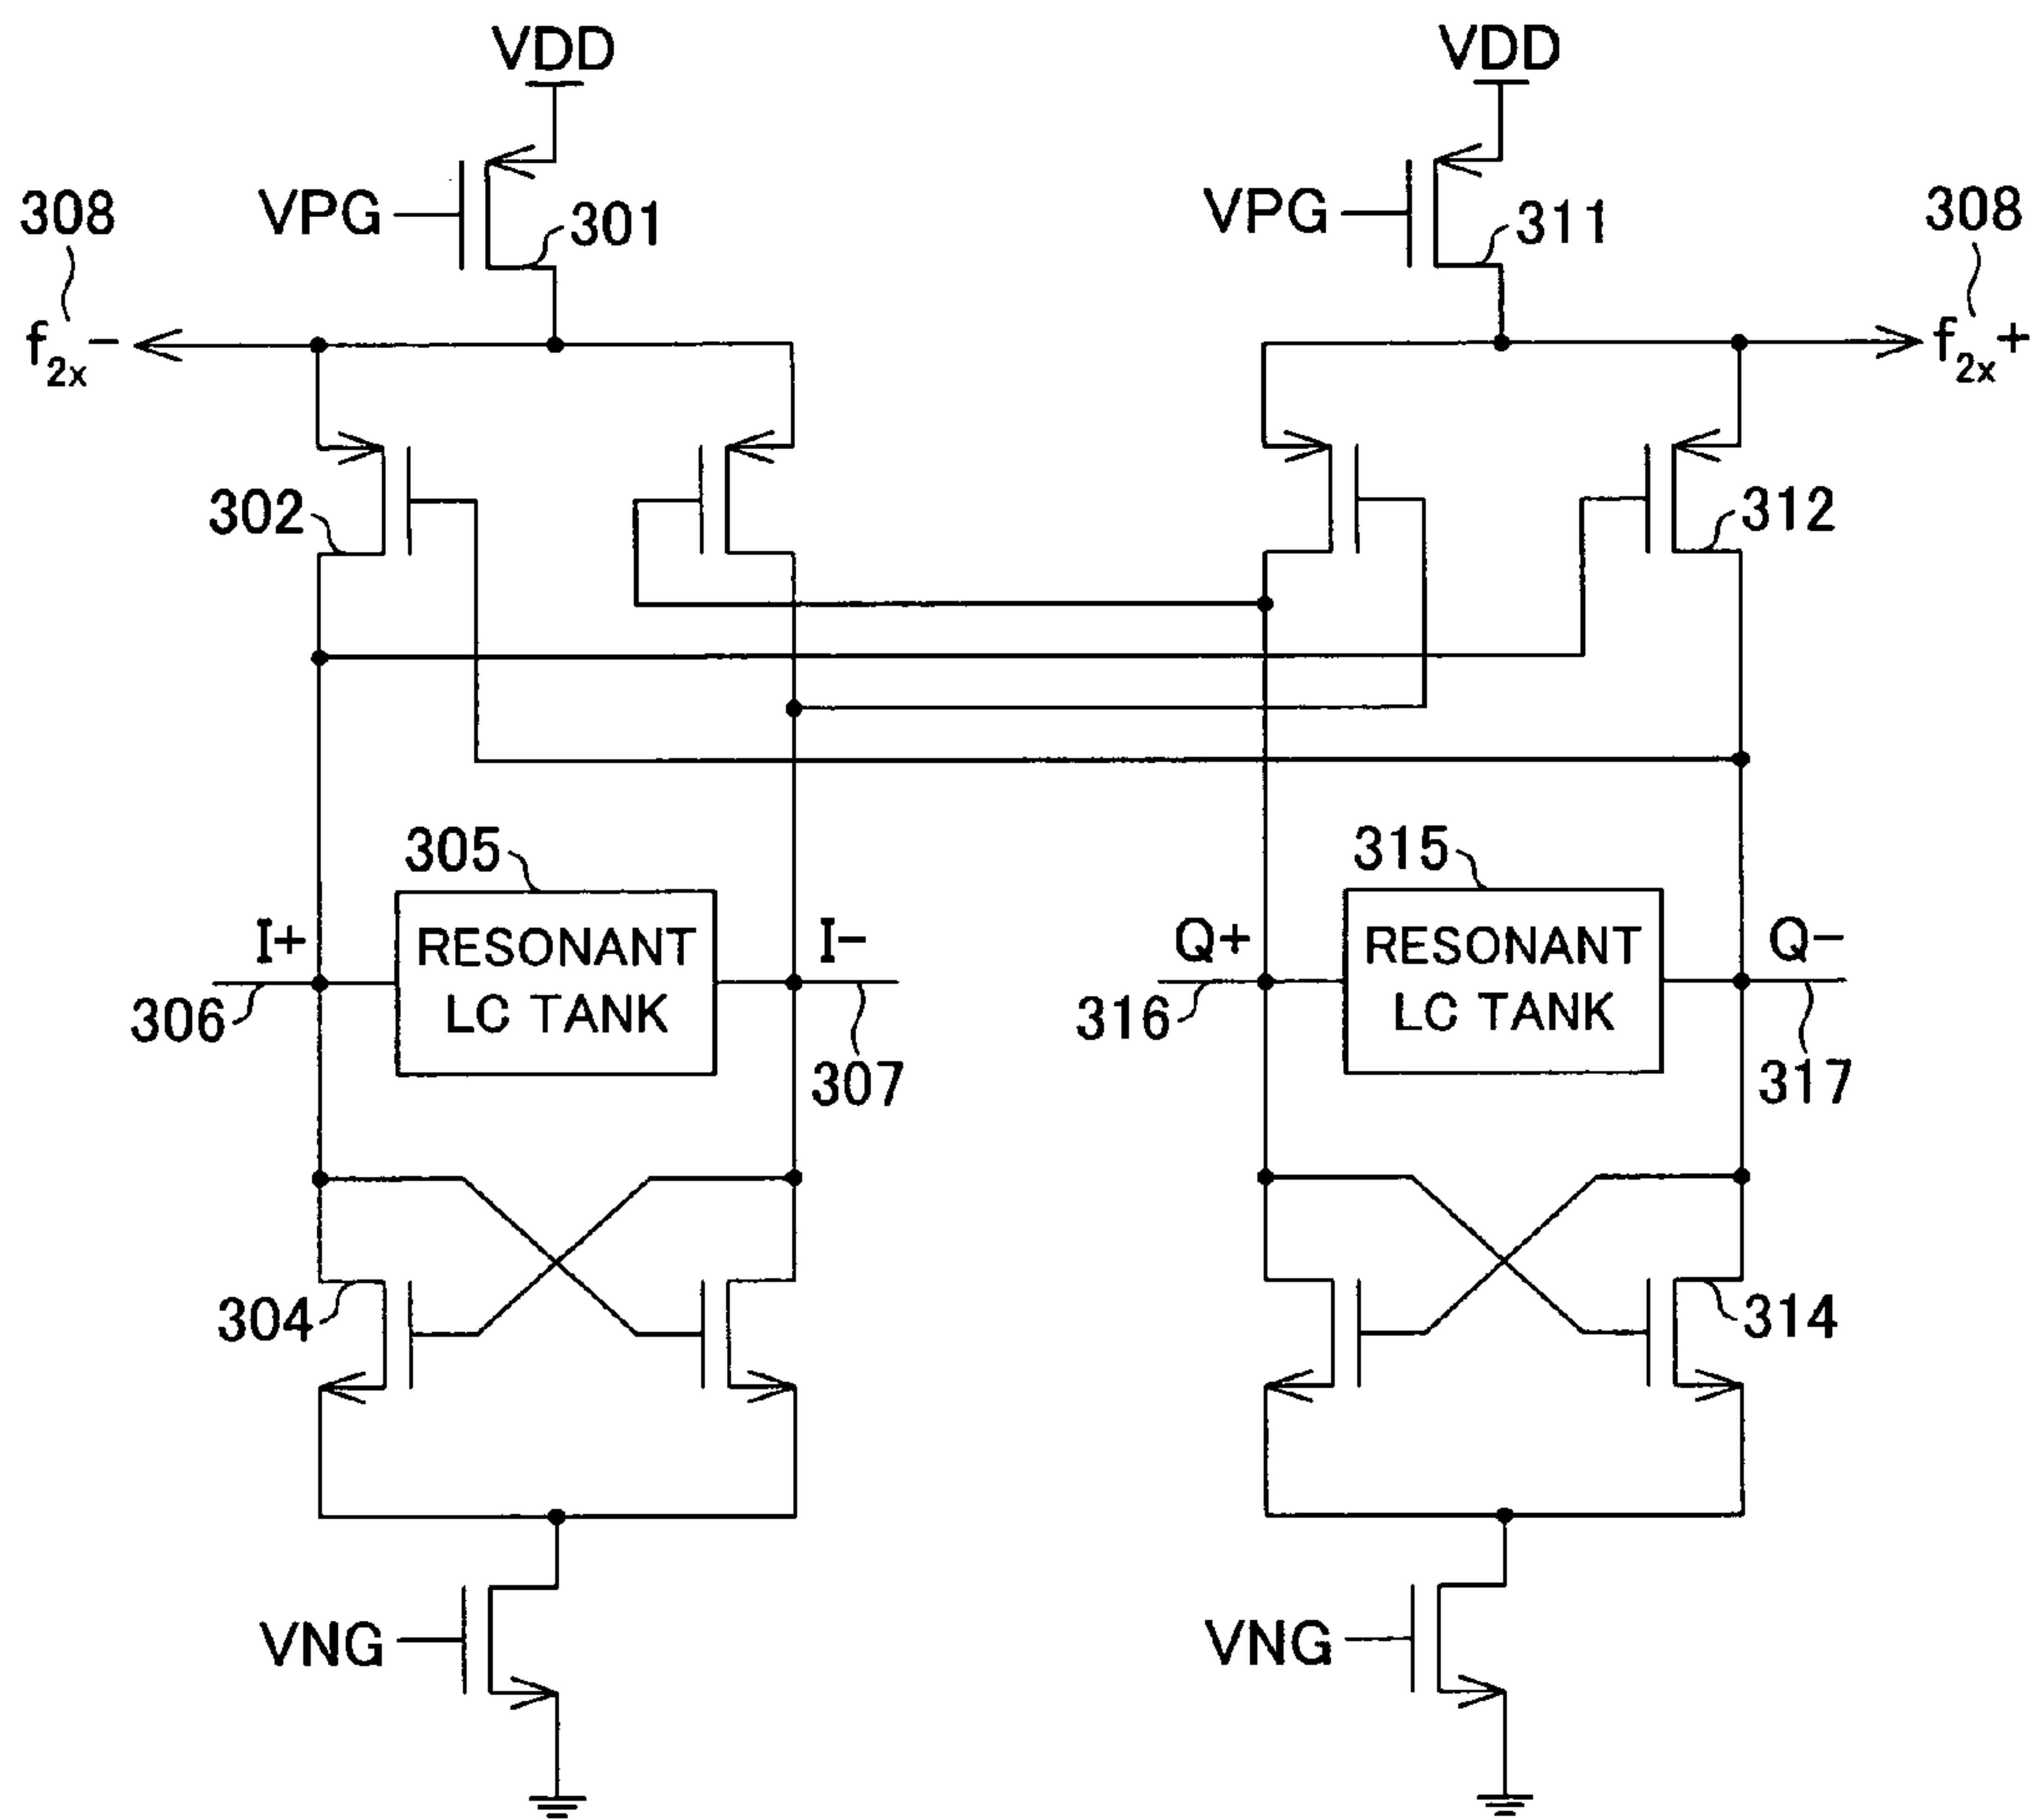 VDD
VDD
308
VPG
301
VPG
311
308
f2x-
f2x+
302
312
305
315
I+
RESONANT
LC TANK
I-
Q+
RESONANT
LC TANK
Q-
306
307
316
317
304
314
VNG
VNG